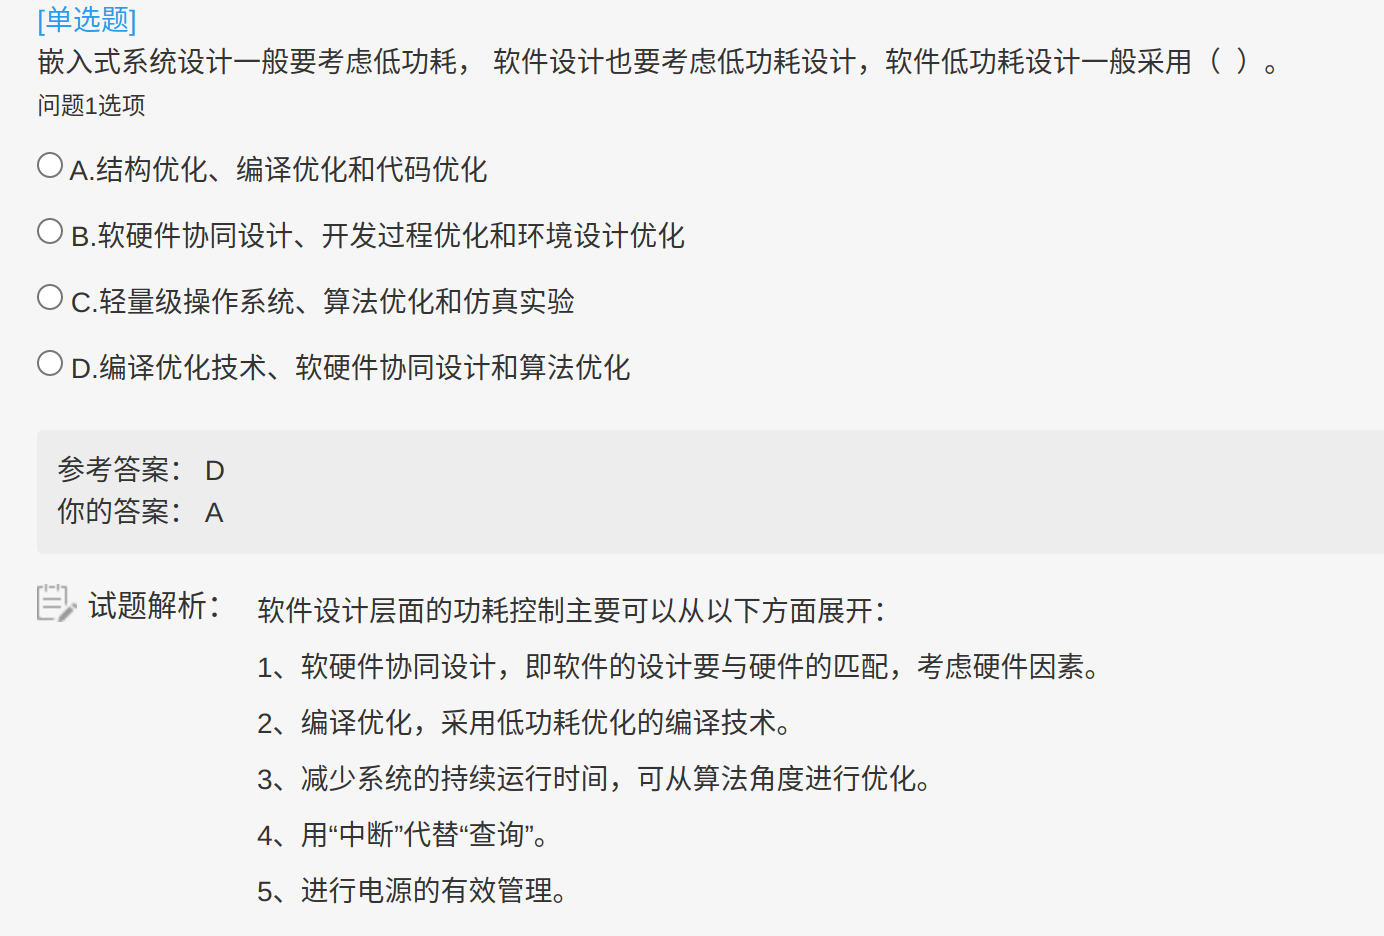 [单选题]
嵌入式系统设计一般要考虑低功耗， 软件设计也要考虑低功耗设计，软件低功耗设计一般采用（ ）。
问题1选项
A.结构优化、编译优化和代码优化
B.软硬件协同设计、开发过程优化和环境设计优化
C.轻量级操作系统、算法优化和仿真实验
D.编译优化技术、软硬件协同设计和算法优化
参考答案： D
你的答案： A
试题解析： 软件设计层面的功耗控制主要可以从以下方面展开：
1、软硬件协同设计，即软件的设计要与硬件的匹配，考虑硬件因素。
2、编译优化，采用低功耗优化的编译技术。
3、减少系统的持续运行时间，可从算法角度进行优化。
4、用“中断”代替“查询”。
5、进行电源的有效管理。